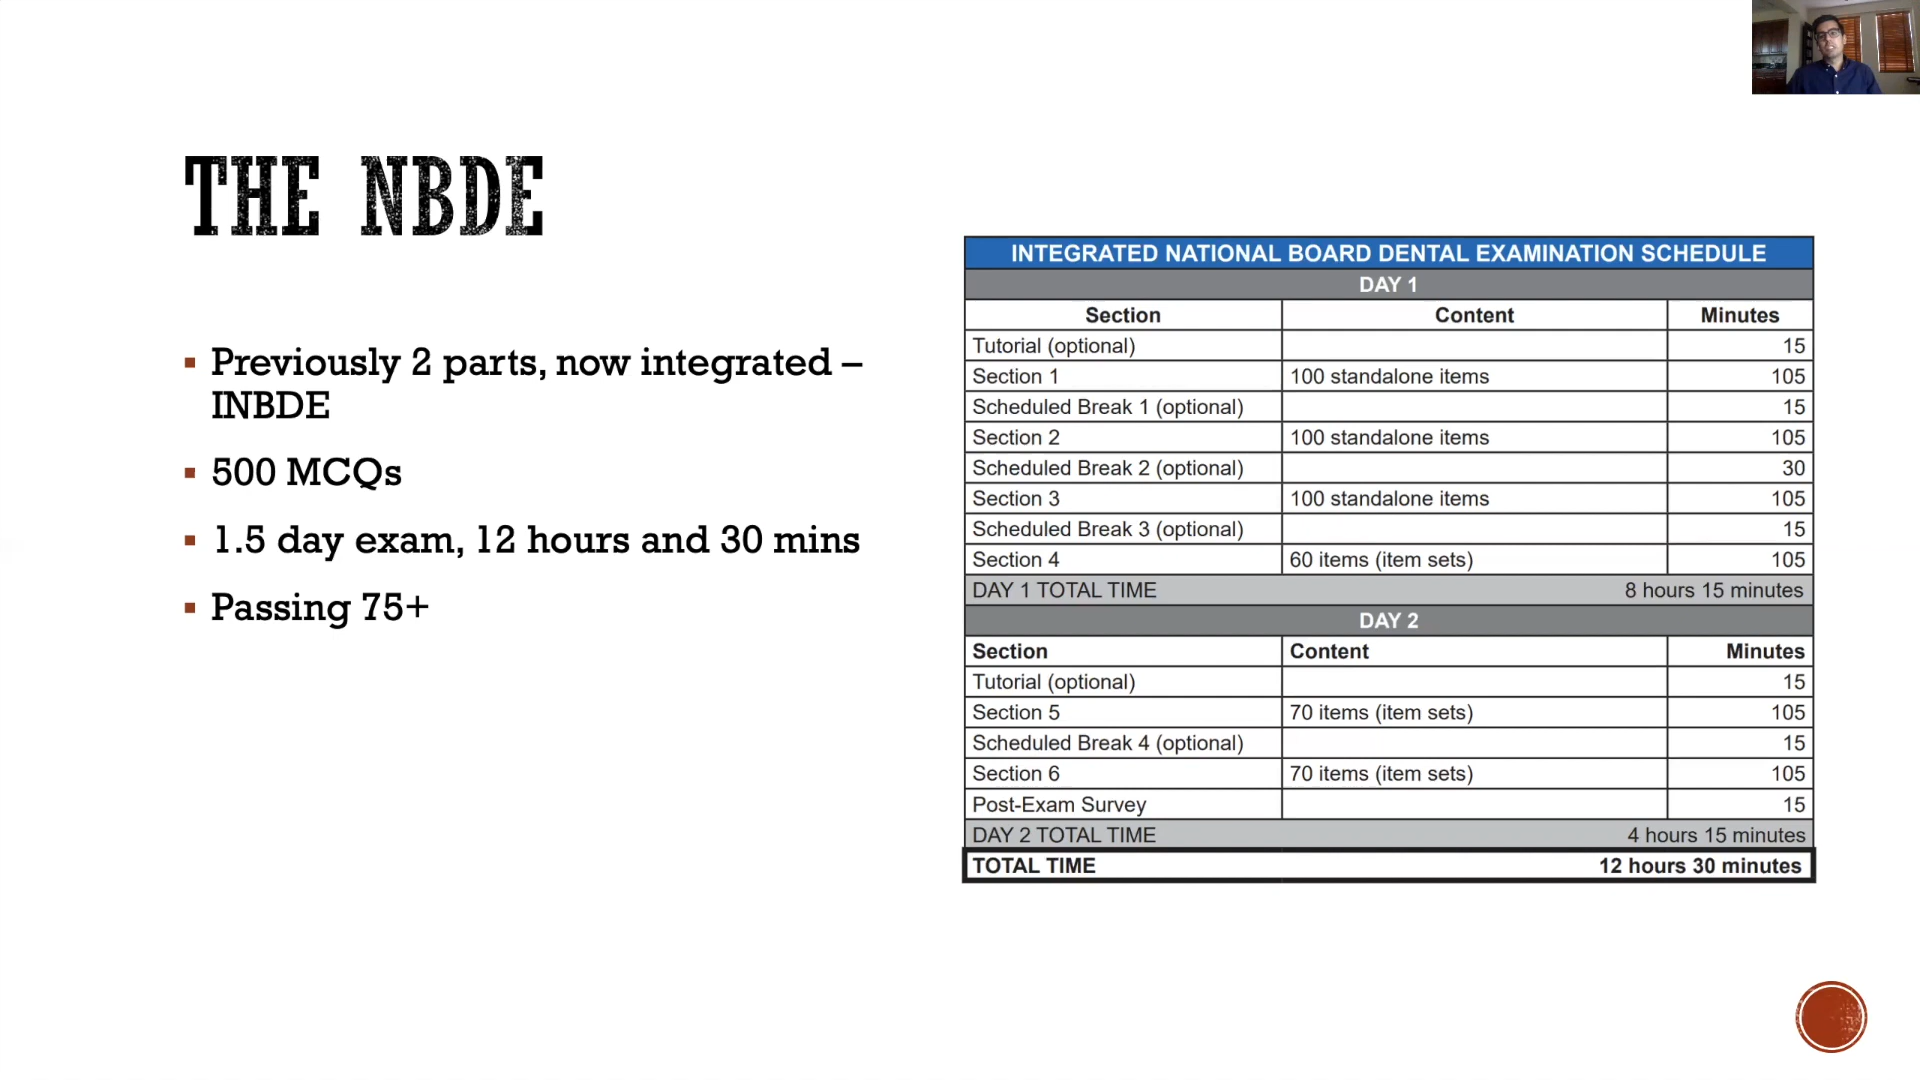 THE NBDE
▪ Previously 2 parts, now integrated –
INBDE
▪ 500 MCQs
▪ 1.5 day exam, 12 hours and 30 mins
▪ Passing 75+
INTEGRATED NATIONAL BOARD DENTAL EXAMINATION SCHEDULE
DAY 1
Section Content Minutes
Tutorial (optional) 15
Section 1 100 standalone items 105
Scheduled Break 1 (optional) 15
Section 2 100 standalone items 105
Scheduled Break 2 (optional) 30
Section 3 100 standalone items 105
Scheduled Break 3 (optional) 15
Section 4 60 items (item sets) 105
DAY 1 TOTAL TIME 8 hours 15 minutes
DAY 2
Section Content Minutes
Tutorial (optional) 15
Section 5 70 items (item sets) 105
Scheduled Break 4 (optional) 15
Section 6 70 items (item sets) 105
Post-Exam Survey 15
DAY 2 TOTAL TIME 4 hours 15 minutes
TOTAL TIME 12 hours 30 minutes